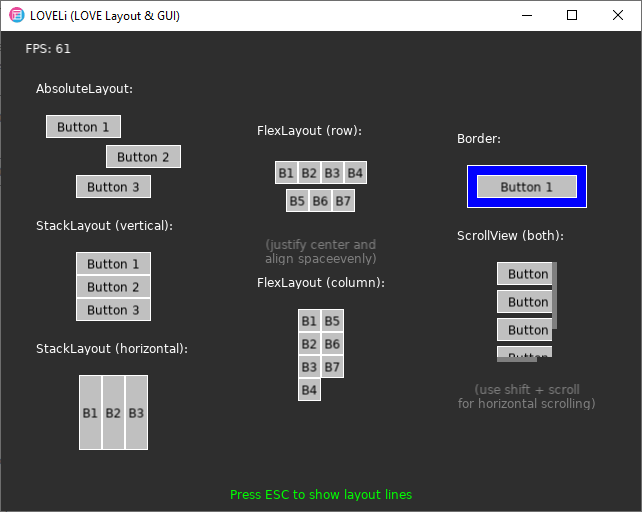 LOVELi (LOVE Layout & GUI)
FPS: 61
AbsoluteLayout:
Button 1
Button 2
Button 3
StackLayout (vertical):
Button 1
Button 2
Button 3
StackLayout (horizontal):
B1 B2 B3
FlexLayout (row):
B1 B2 B3 B4
B5 B6 B7
(justify center and
align spaceevenly)
FlexLayout (column):
B1 B5
B2 B6
B3 B7
B4
Border:
Button 1
ScrollView (both):
Button
Button
Button
Button
(use shift + scroll
for horizontal scrolling)
Press ESC to show layout lines